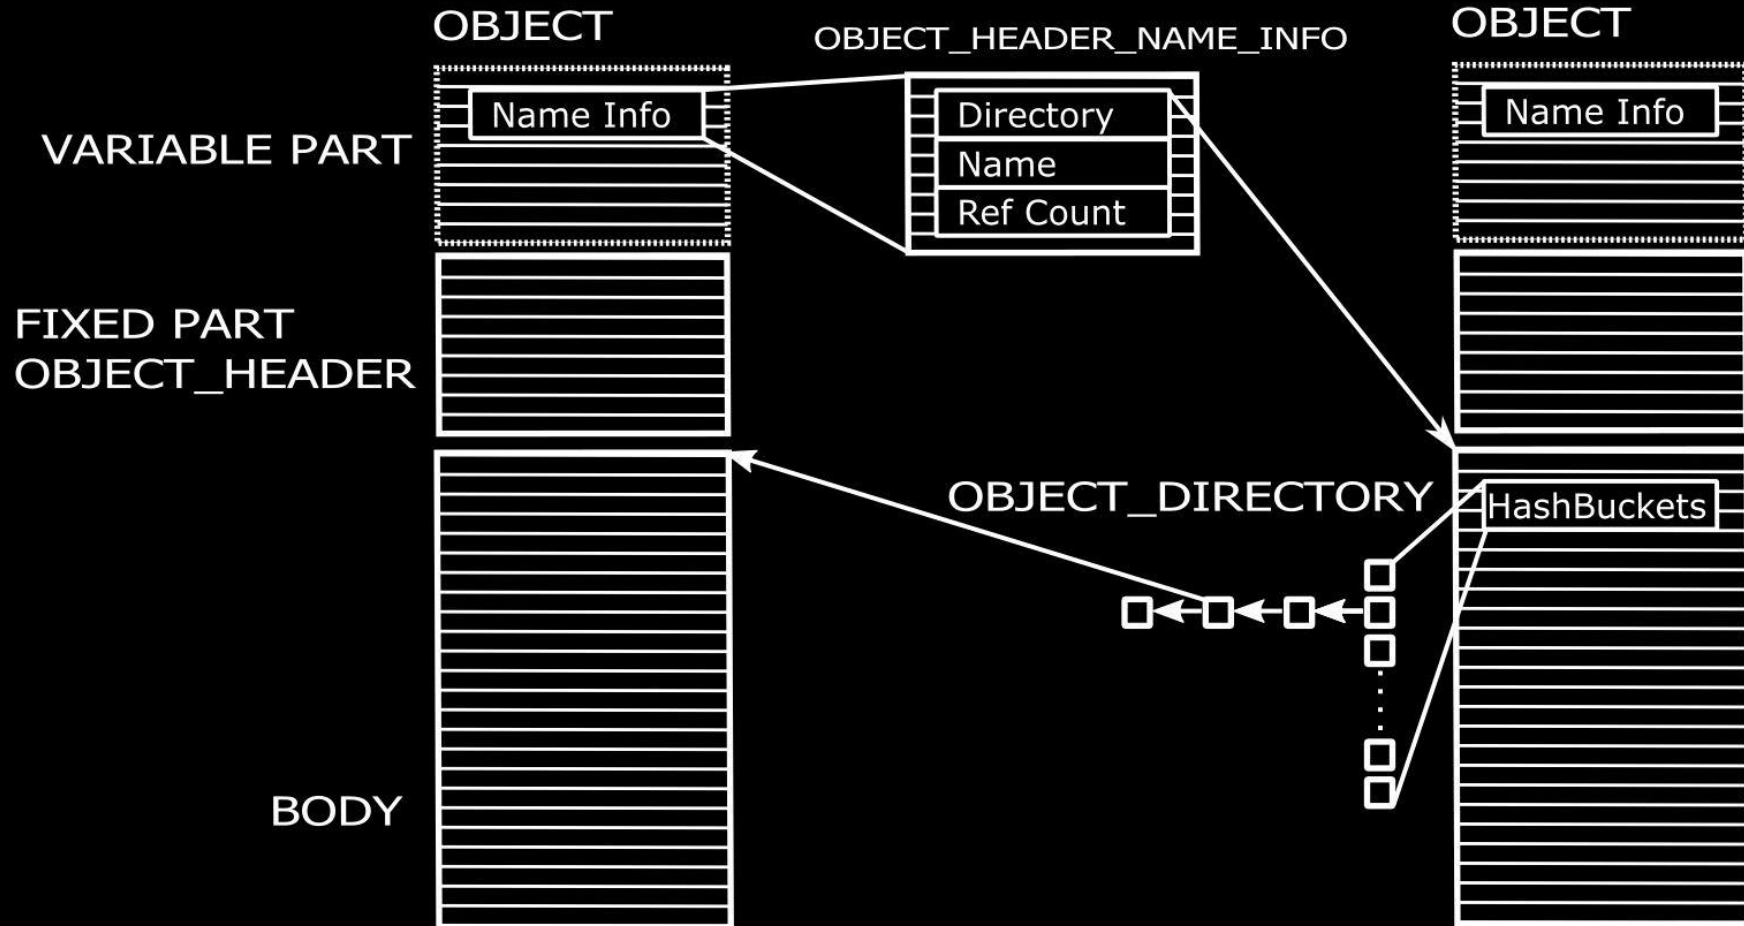 OBJECT
OBJECT_HEADER_NAME_INFO
OBJECT
VARIABLE PART
Name Info
Directory
Name
Ref Count
Name Info
FIXED PART
OBJECT_HEADER
OBJECT_DIRECTORY
HashBuckets
BODY